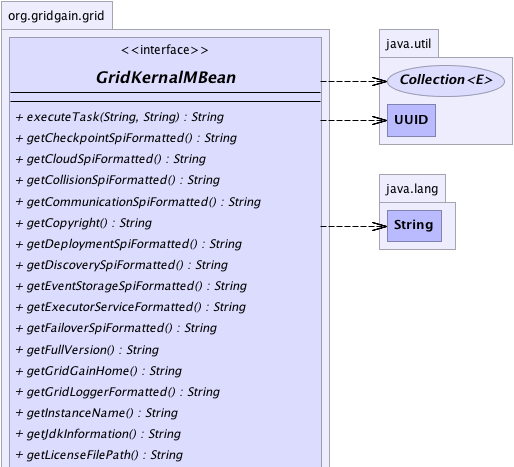 org.gridgain.grid
<<interface>>
GridKernalMBean
+ executeTask(String, String) : String
+ getCheckpointSpiFormatted() : String
+ getCloudSpiFormatted() : String
+ getCollisionSpiFormatted() : String
+ getCommunicationSpiFormatted() : String
+ getCopyright() : String
+ getDeploymentSpiFormatted() : String
+ getDiscoverySpiFormatted() : String
+ getEventStorageSpiFormatted() : String
+ getExecutorServiceFormatted() : String
+ getFailoverSpiFormatted() : String
+ getFullVersion() : String
+ getGridGainHome() : String
+ getGridLoggerFormatted() : String
+ getInstanceName() : String
+ getJdkInformation() : String
+ getLicenseFilePath() : String
java.util
Collection<E>
UUID
java.lang
String